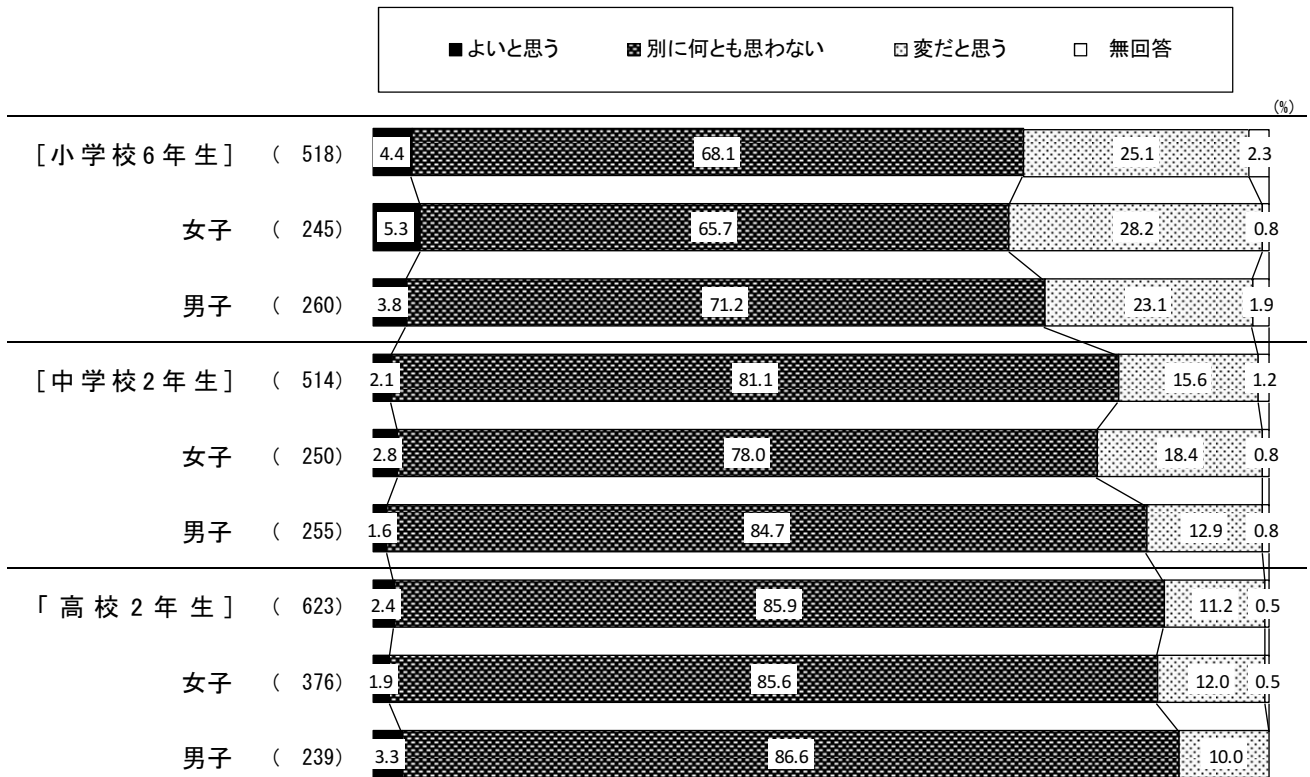 ■よいと思う ■別に何とも思わない □変だと思う □ 無回答
(%)
[小学校6年生] ( 518) 4.4 68.1 25.1 2.3
女子 ( 245) 5.3 65.7 28.2 0.8
男子 ( 260) 3.8 71.2 23.1 1.9
[中学校2年生] ( 514) 2.1 81.1 15.6 1.2
女子 ( 250) 2.8 78.0 18.4 0.8
男子 ( 255) 1.6 84.7 12.9 0.8
「高校2年生] ( 623) 2.4 85.9 11.2 0.5
女子 ( 376) 1.9 85.6 12.0 0.5
男子 ( 239) 3.3 86.6 10.0